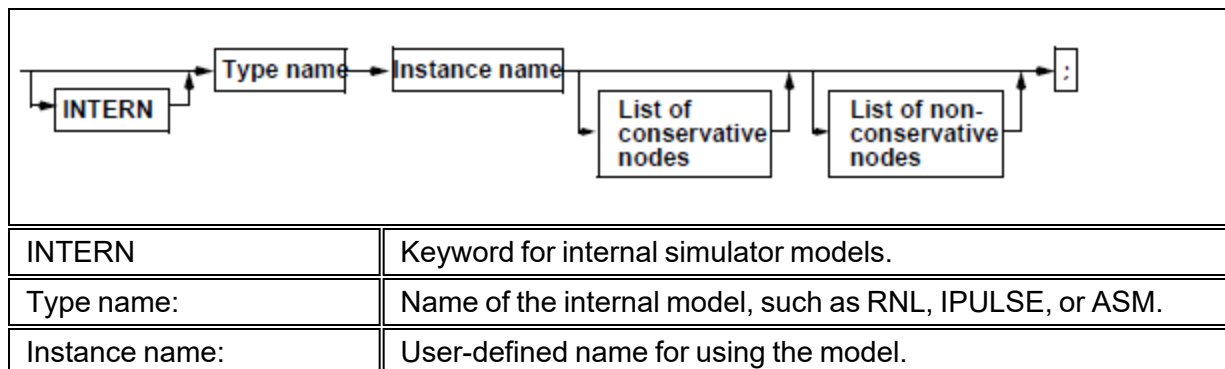 Type name
Instance name
;
INTERN
List of
conservative
nodes
List of non-
conservative
nodes
INTERN
Keyword for internal simulator models.
Type name:
Name of the internal model, such as RNL, IPULSE, or ASM.
Instance name:
User-defined name for using the model.